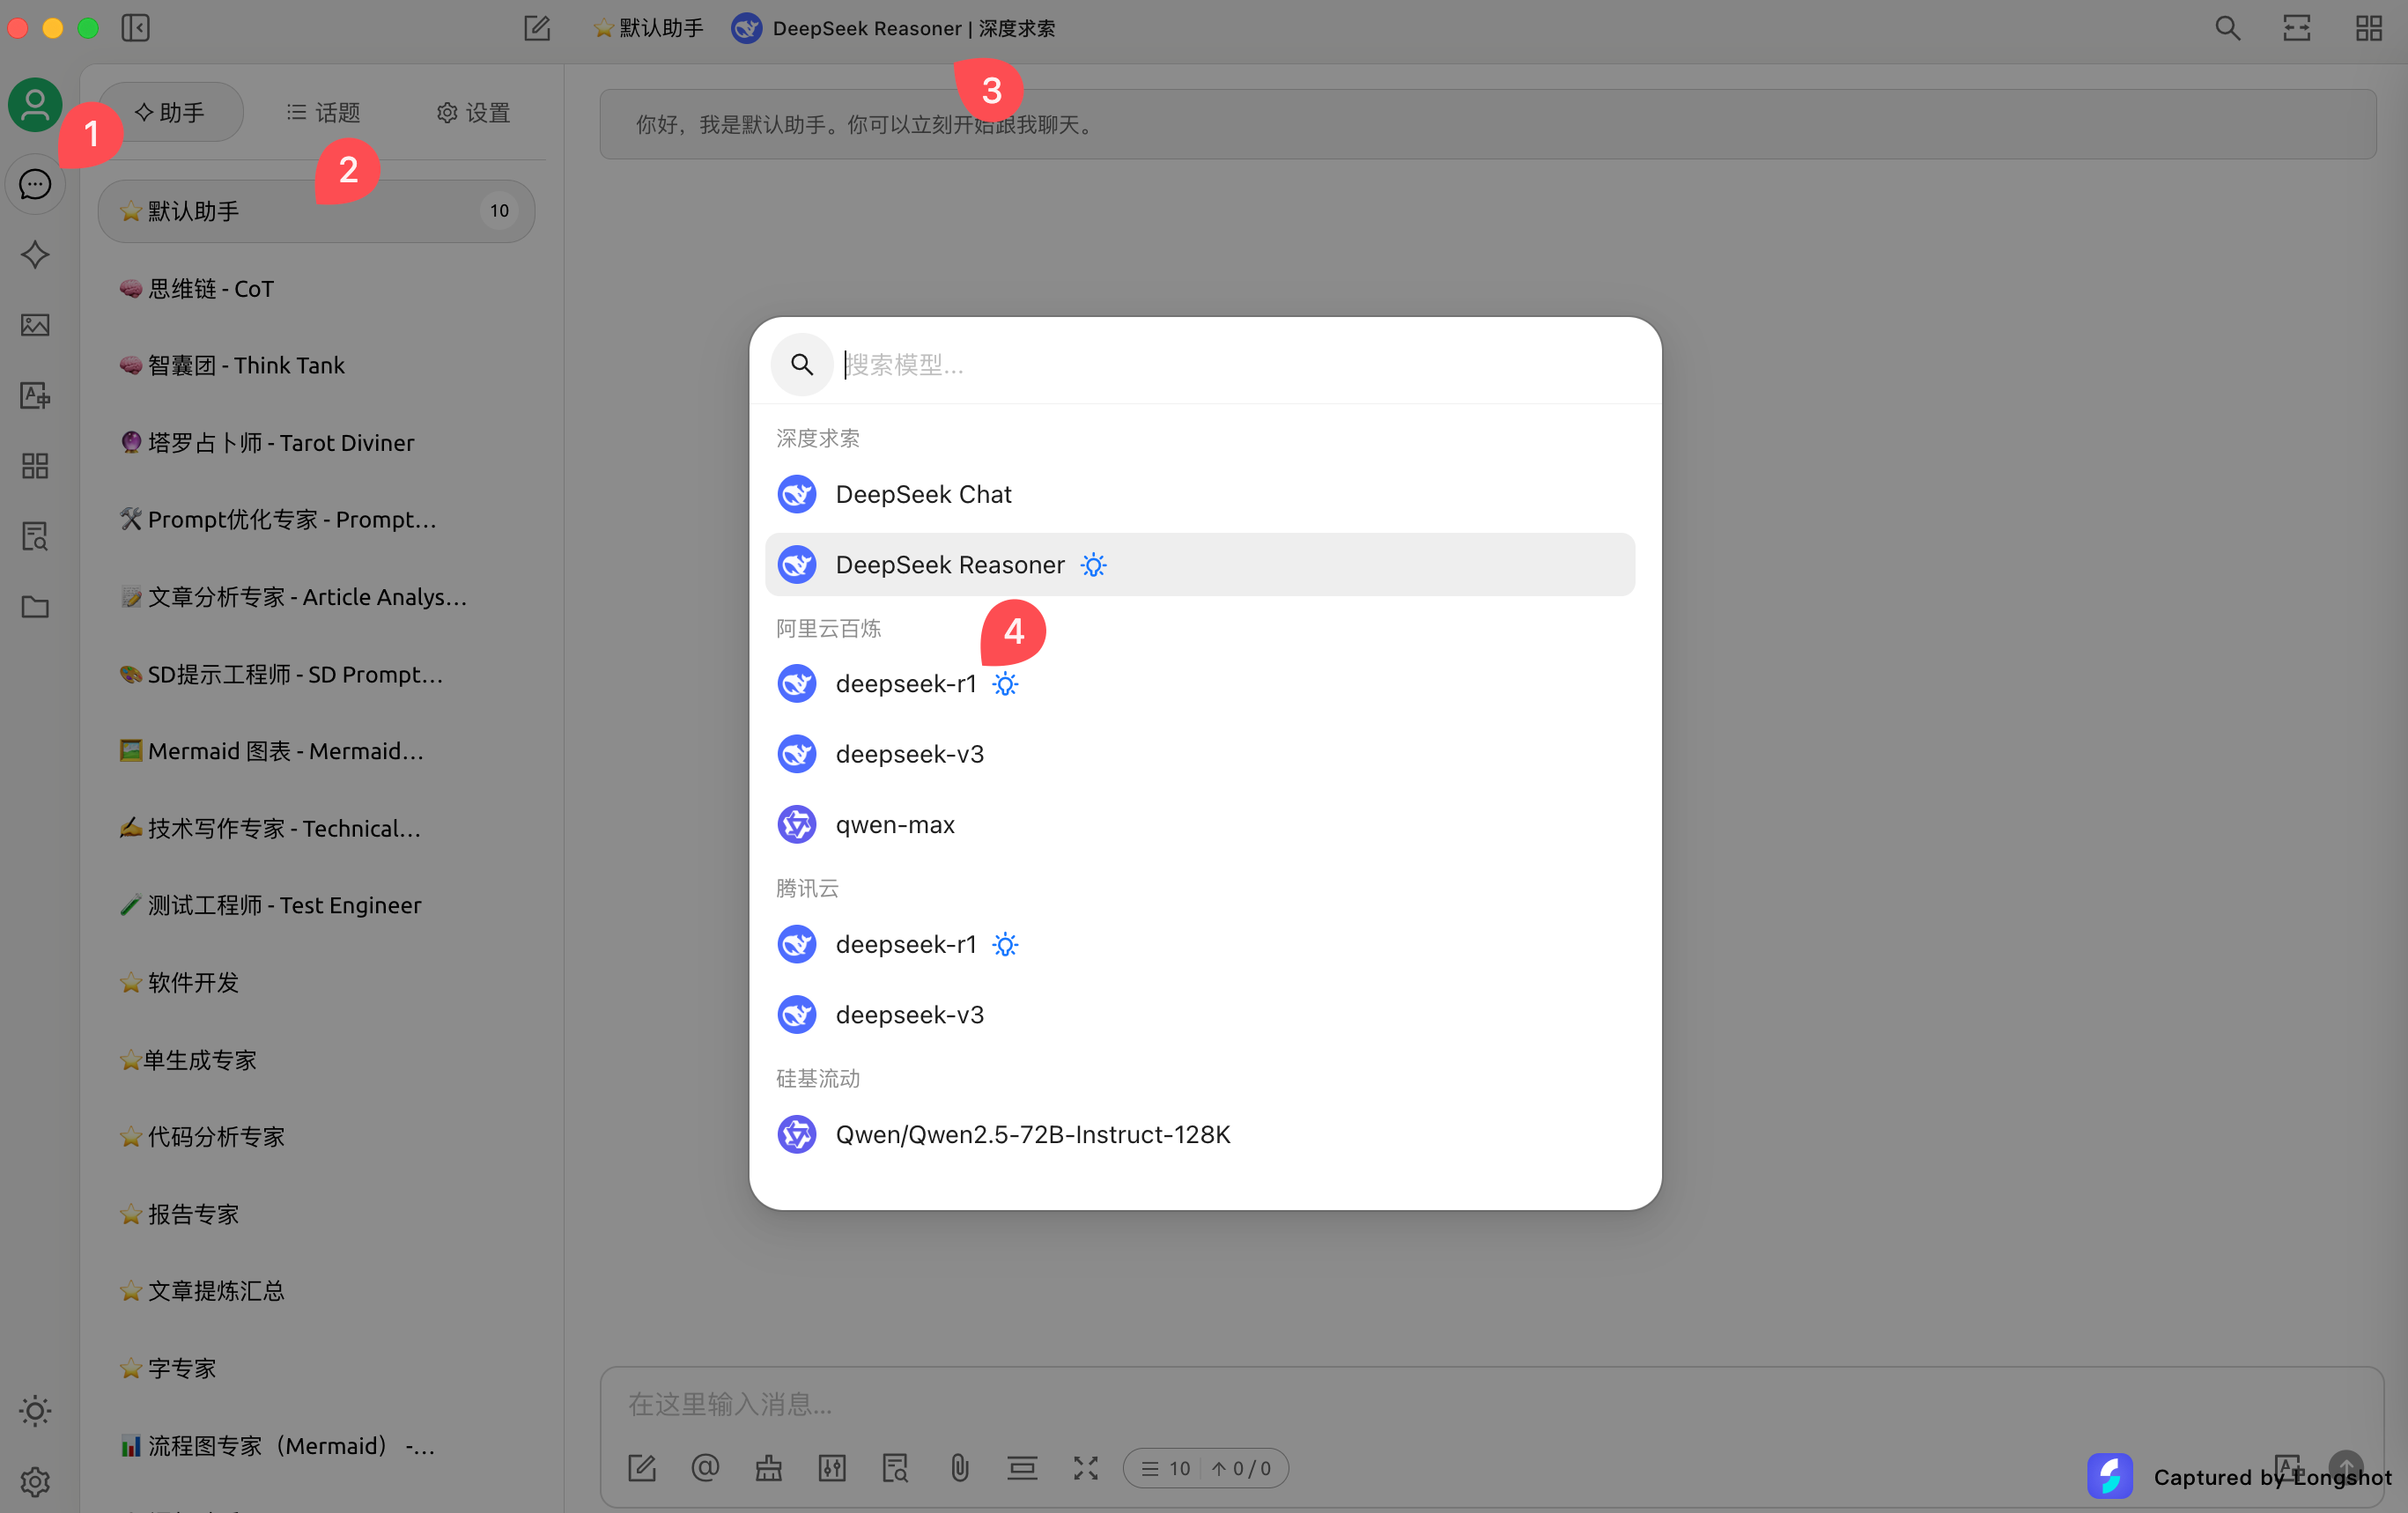 默认助手
DeepSeek Reasoner | 深度求索
1
助手
话题
设置
2
3
你好，我是默认助手。你可以立刻开始跟我聊天。
默认助手
10
思维链 - CoT
智囊团 - Think Tank
塔罗占卜师 - Tarot Diviner
Prompt优化专家 - Prompt…
文章分析专家 - Article Analys…
SD提示工程师 - SD Prompt…
Mermaid 图表 - Mermaid…
技术写作专家 - Technical…
测试工程师 - Test Engineer
软件开发
单生成专家
代码分析专家
报告专家
文章提炼汇总
字专家
流程图专家（Mermaid） -…
搜索模型...
深度求索
DeepSeek Chat
DeepSeek Reasoner
4
阿里云百炼
deepseek-r1
deepseek-v3
qwen-max
腾讯云
deepseek-r1
deepseek-v3
硅基流动
Qwen/Qwen2.5-72B-Instruct-128K
在这里输入消息...
10
0 / 0
Captured by Longshot